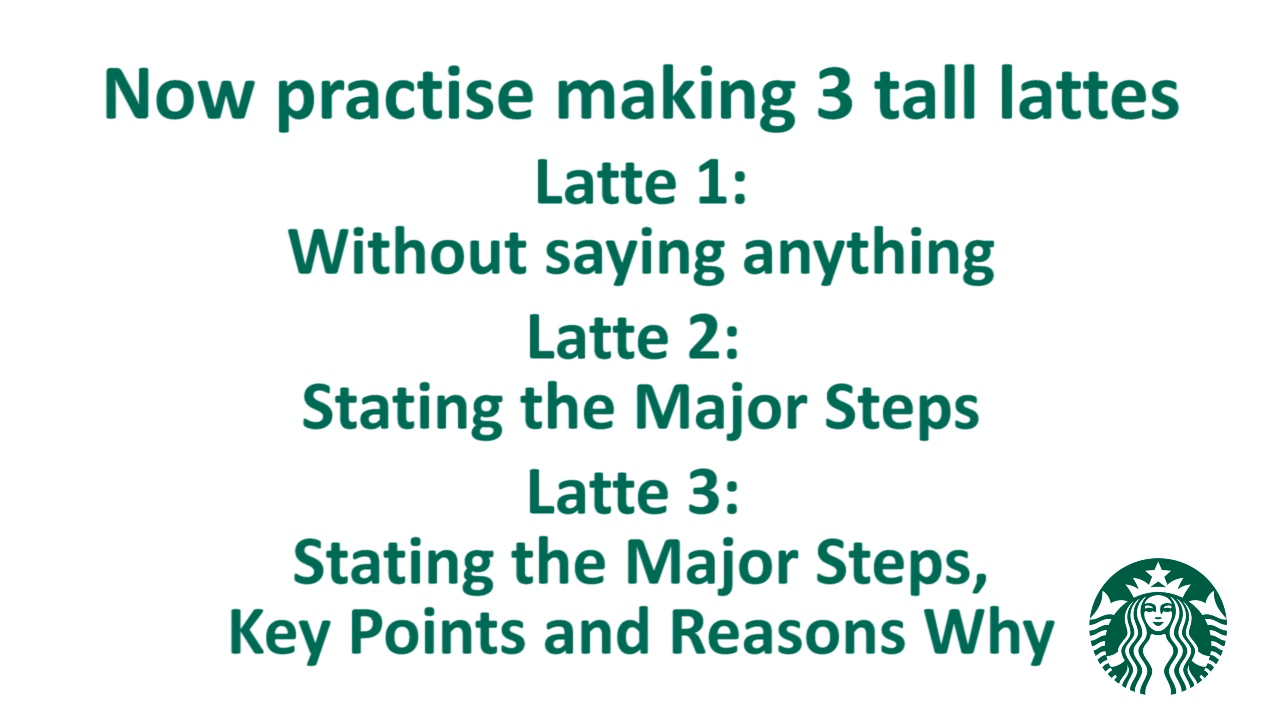 Now practise making 3 tall lattes
Latte 1:
Without saying anything
Latte 2:
Stating the Major Steps
Latte 3:
Stating the Major Steps,
Key Points and Reasons Why